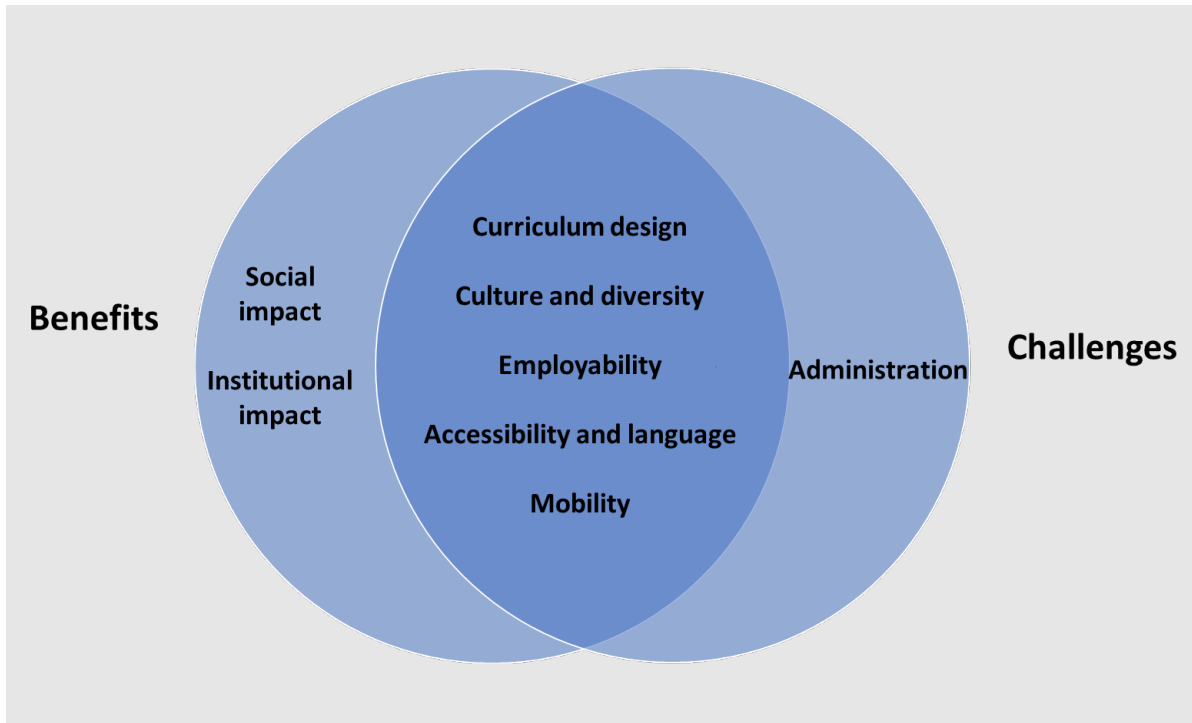 Benefits
Social
impact
Institutional
impact
Curriculum design
Culture and diversity
Employability
Accessibility and language
Mobility
Administration
Challenges